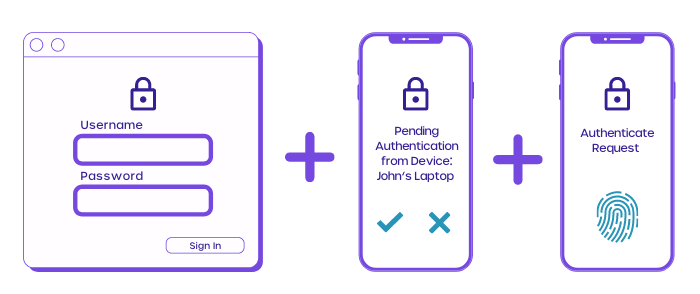 Username
Password
Sign In
Pending
Authentication
from Device:
John's Laptop
Authenticate
Request